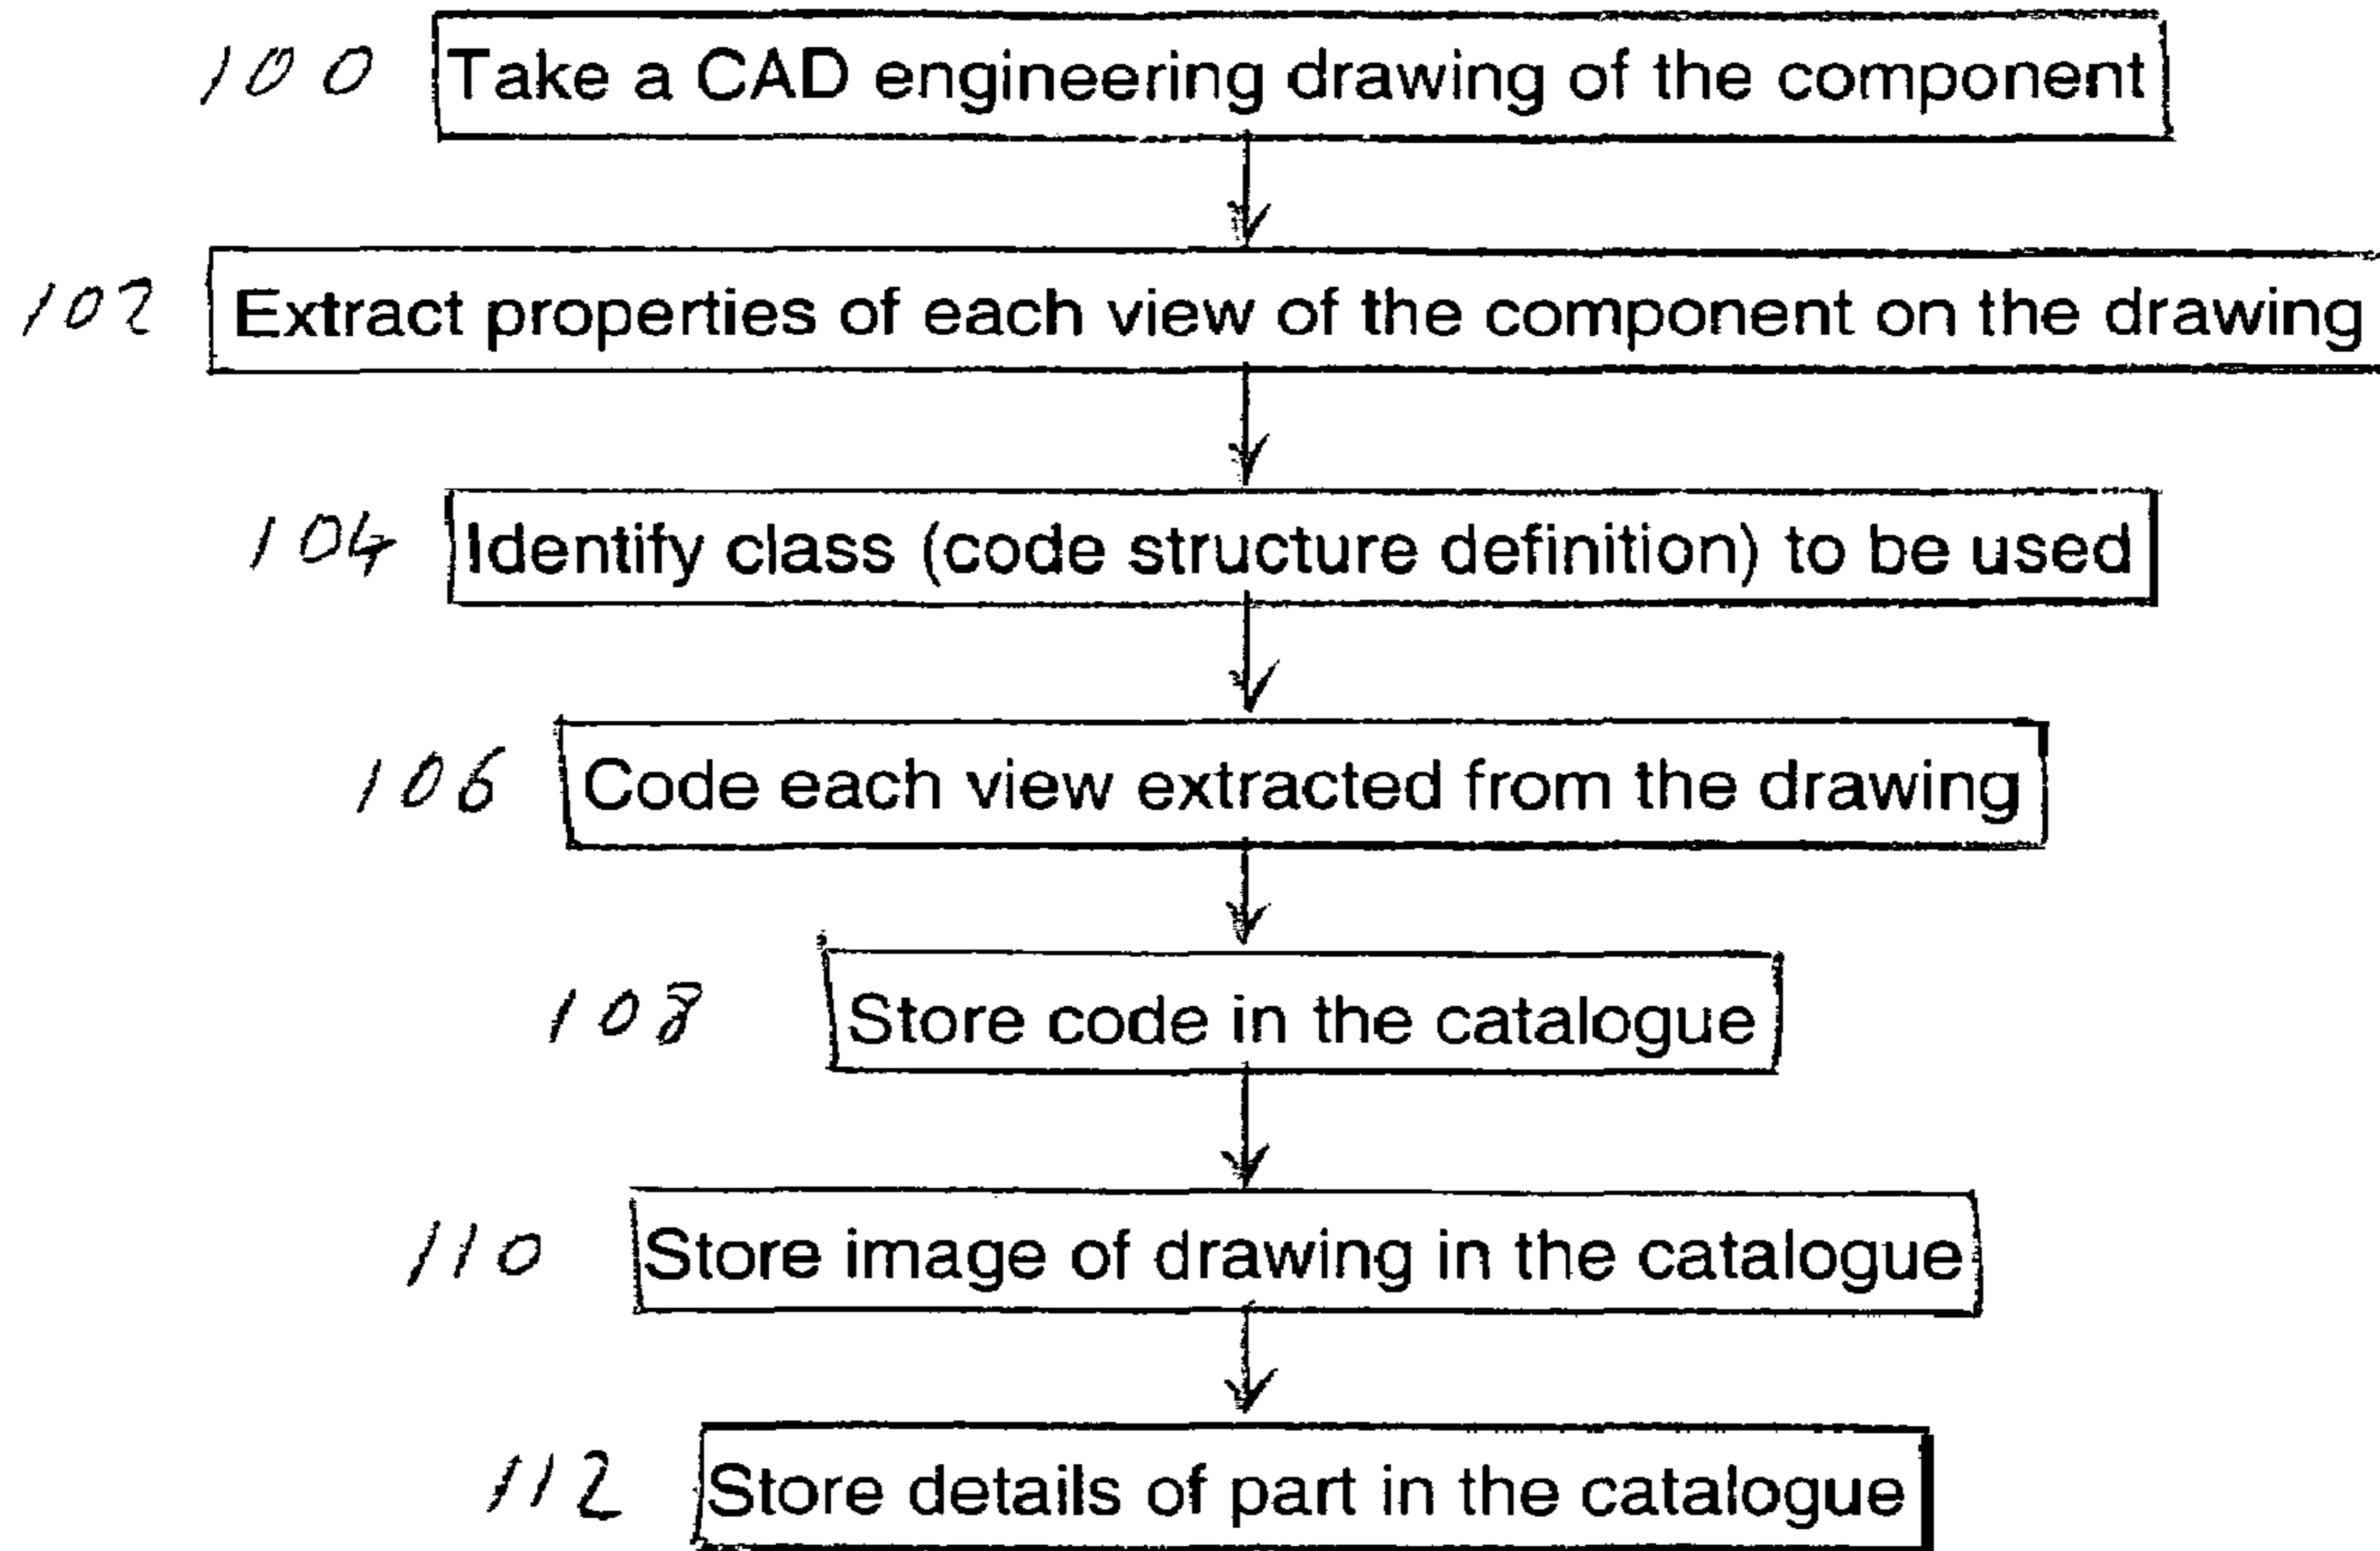 100 Take a CAD engineering drawing of the component
102 Extract properties of each view of the component on the drawing
104 Identify class (code structure definition) to be used
106 Code each view extracted from the drawing
108 Store code in the catalogue
110 Store image of drawing in the catalogue
112 Store details of part in the catalogue